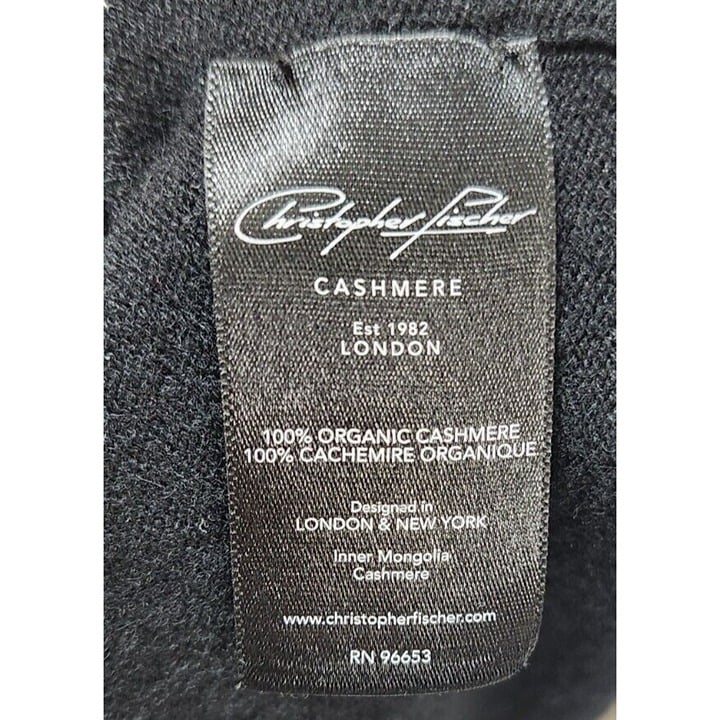 Christopher Fischer
CASHMERE
Est 1982
LONDON
100% ORGANIC CASHMERE
100% CACHEMIRE ORGANIQUE
Designed in
LONDON & NEW YORK
Inner Mongolia
Cashmere
www.christopherfischer.com
RN 96653